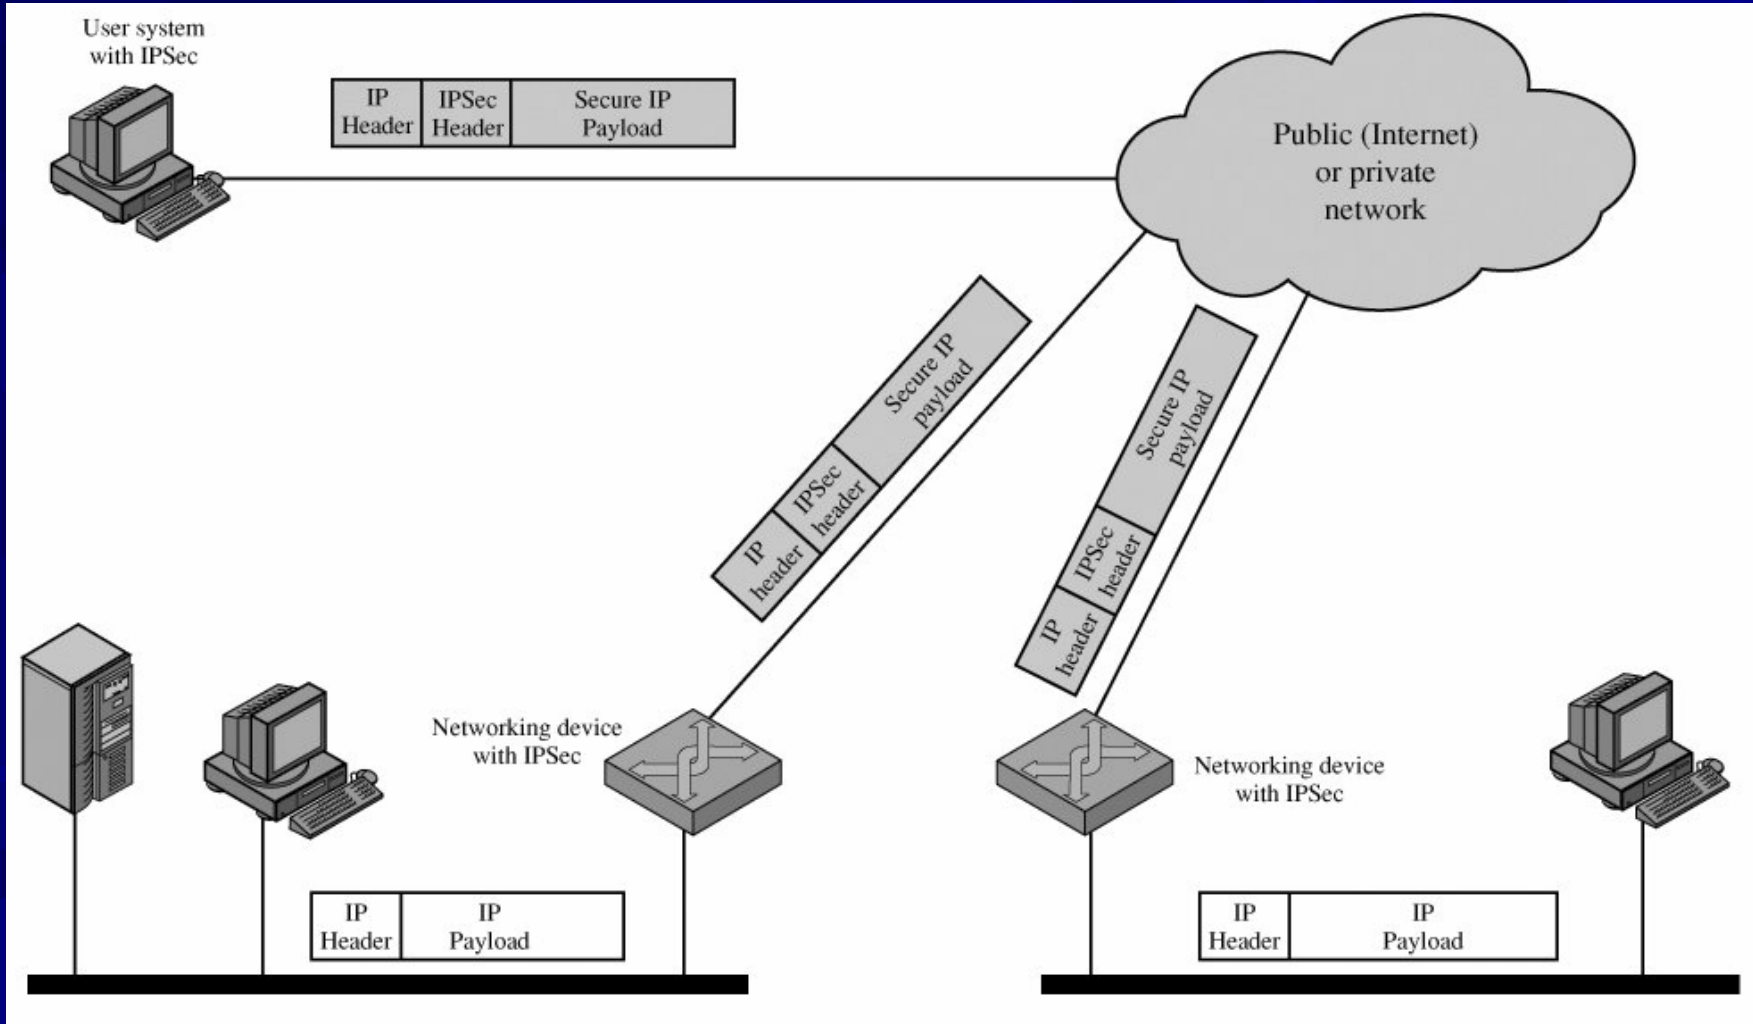 User system
with IPSec
IP
Header
IPSec
Header
Secure IP
Payload
Public (Internet)
or private
network
IP
header
IPSec
header
Secure IP
payload
IP
header
IPSec
header
Secure IP
payload
Networking device
with IPSec
Networking device
with IPSec
IP
Header
IP
Payload
IP
Header
IP
Payload